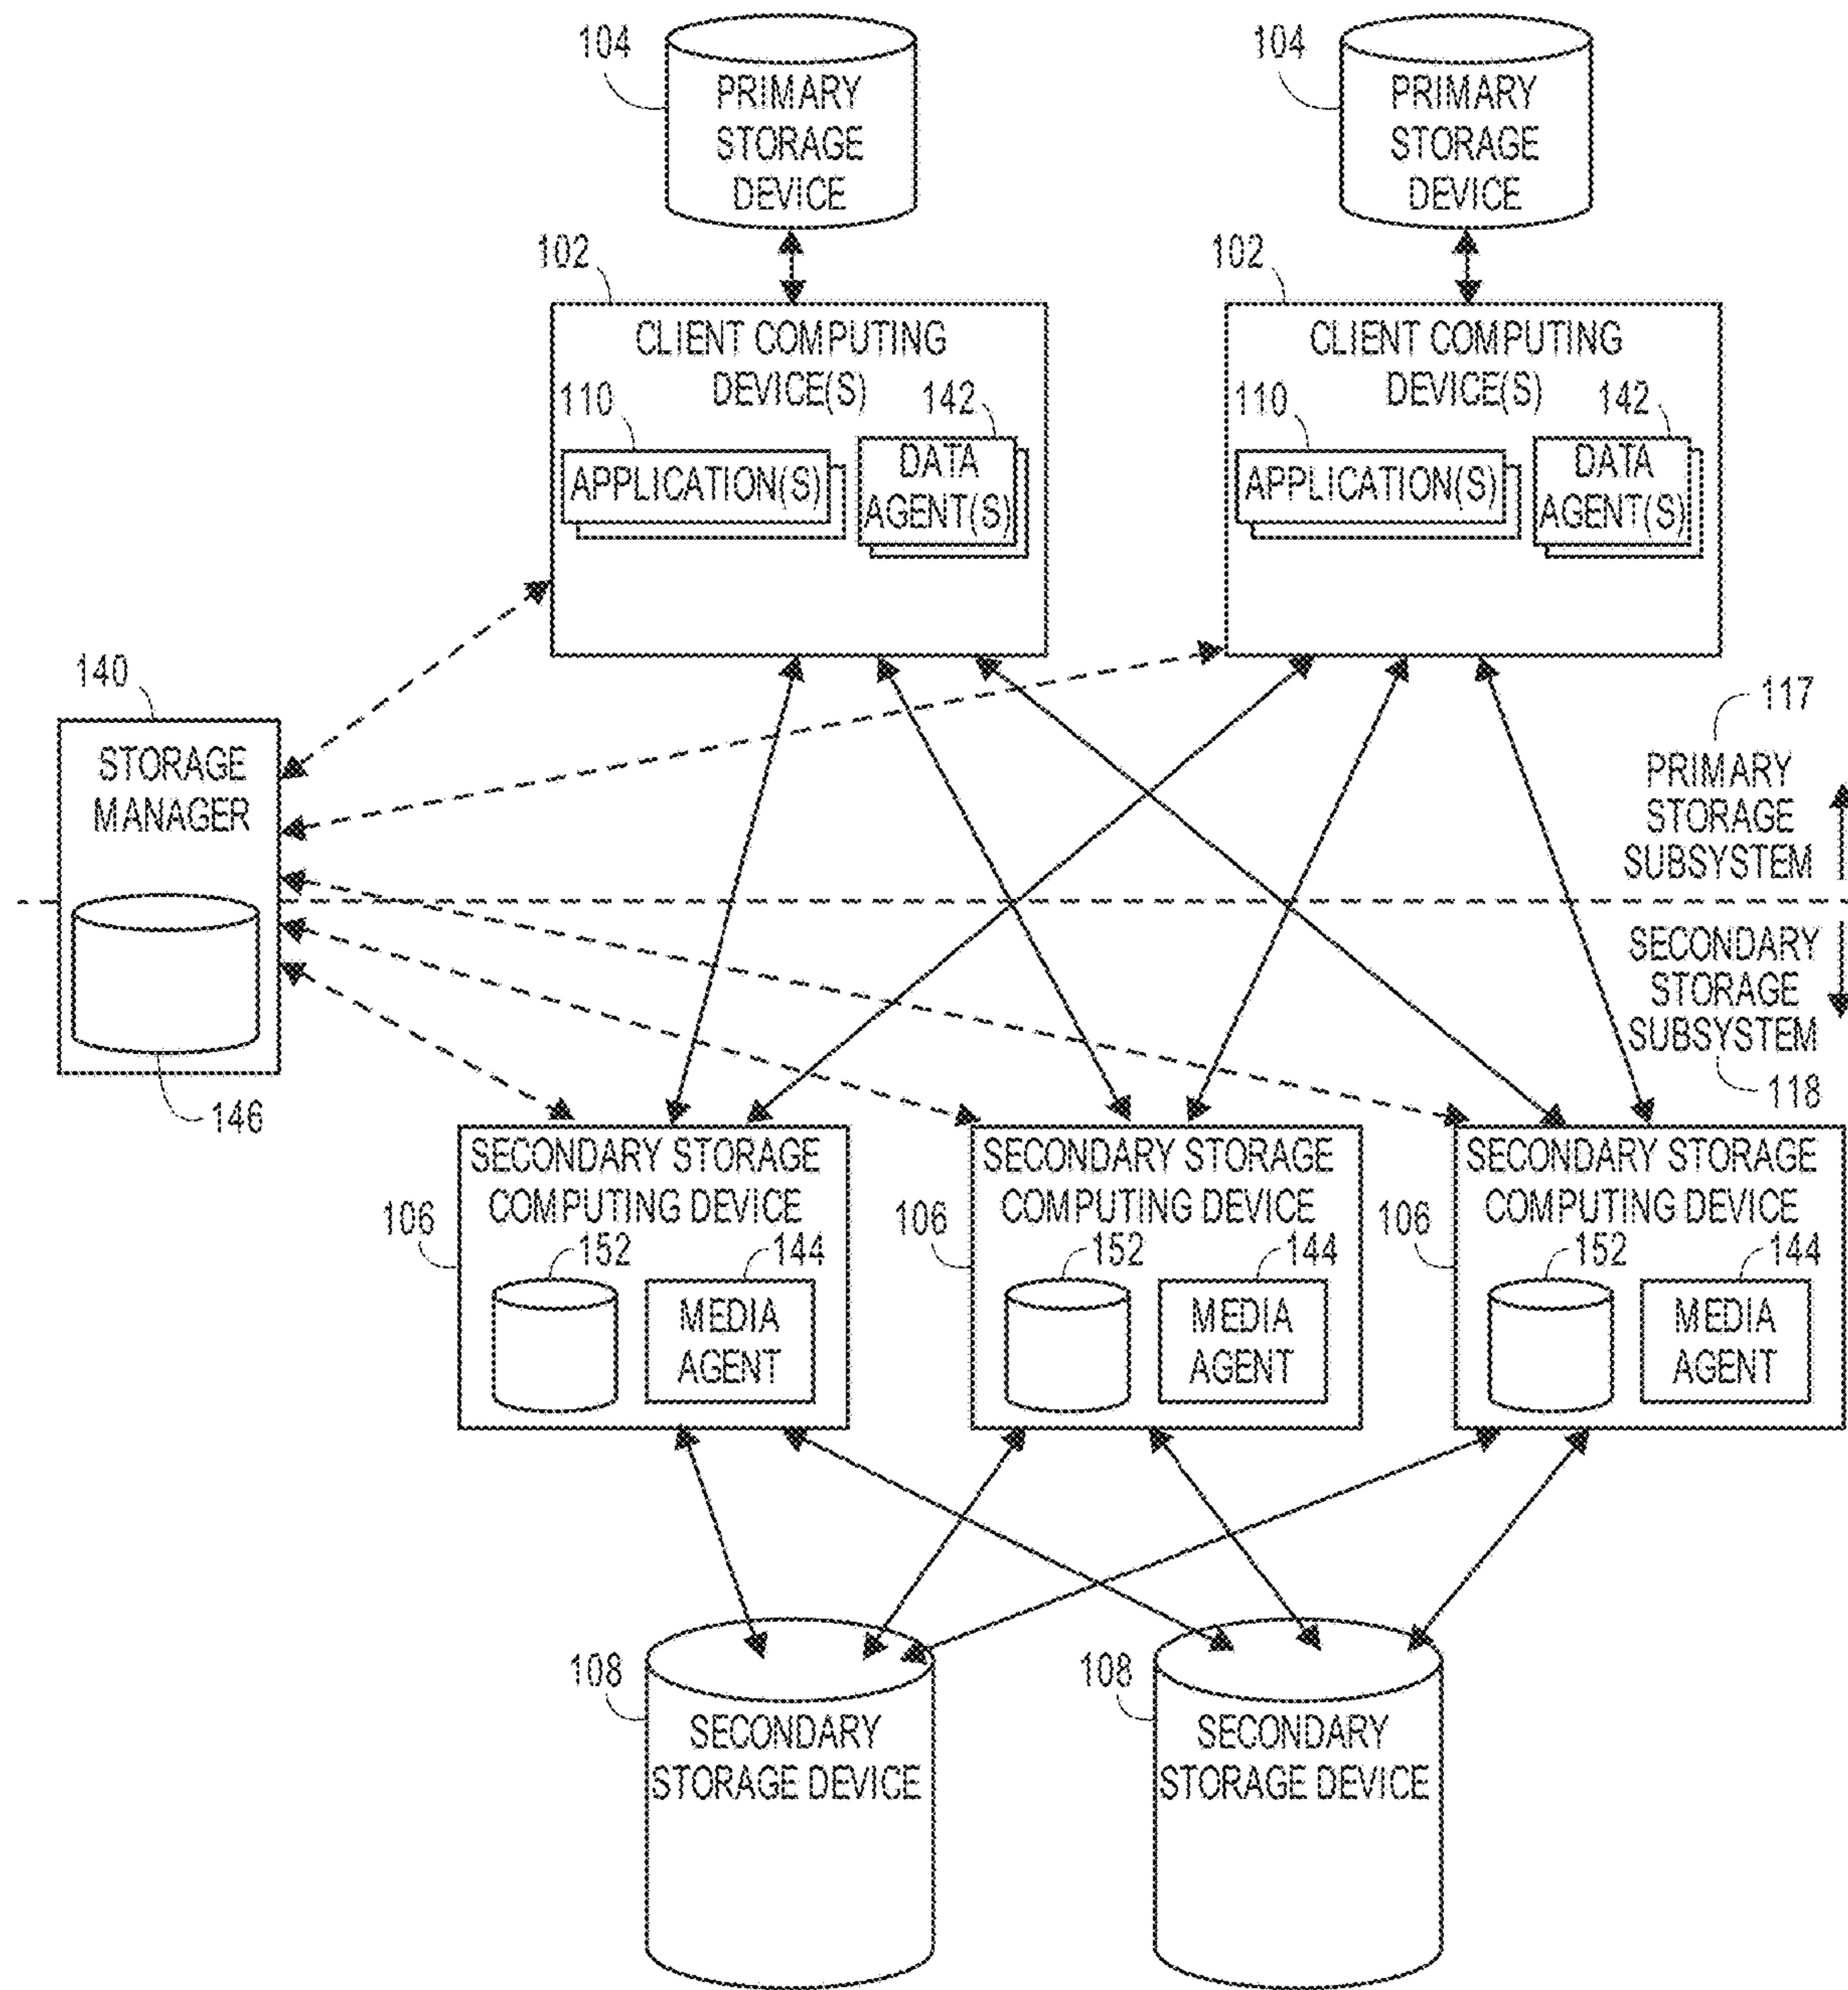 104
PRIMARY
STORAGE
DEVICE
104
PRIMARY
STORAGE
DEVICE
102
CLIENT COMPUTING
DEVICE(S)
110
142
APPLICATION(S)
DATA
AGENT(S)
102
CLIENT COMPUTING
DEVICE(S)
110
142
APPLICATION(S)
DATA
AGENT(S)
140
STORAGE
MANAGER
146
117
PRIMARY
STORAGE
SUBSYSTEM
SECONDARY
STORAGE
SUBSYSTEM
118
SECONDARY STORAGE
COMPUTING DEVICE
106
152
144
MEDIA
AGENT
SECONDARY STORAGE
COMPUTING DEVICE
106
152
144
MEDIA
AGENT
SECONDARY STORAGE
COMPUTING DEVICE
106
152
144
MEDIA
AGENT
108
SECONDARY
STORAGE DEVICE
108
SECONDARY
STORAGE DEVICE